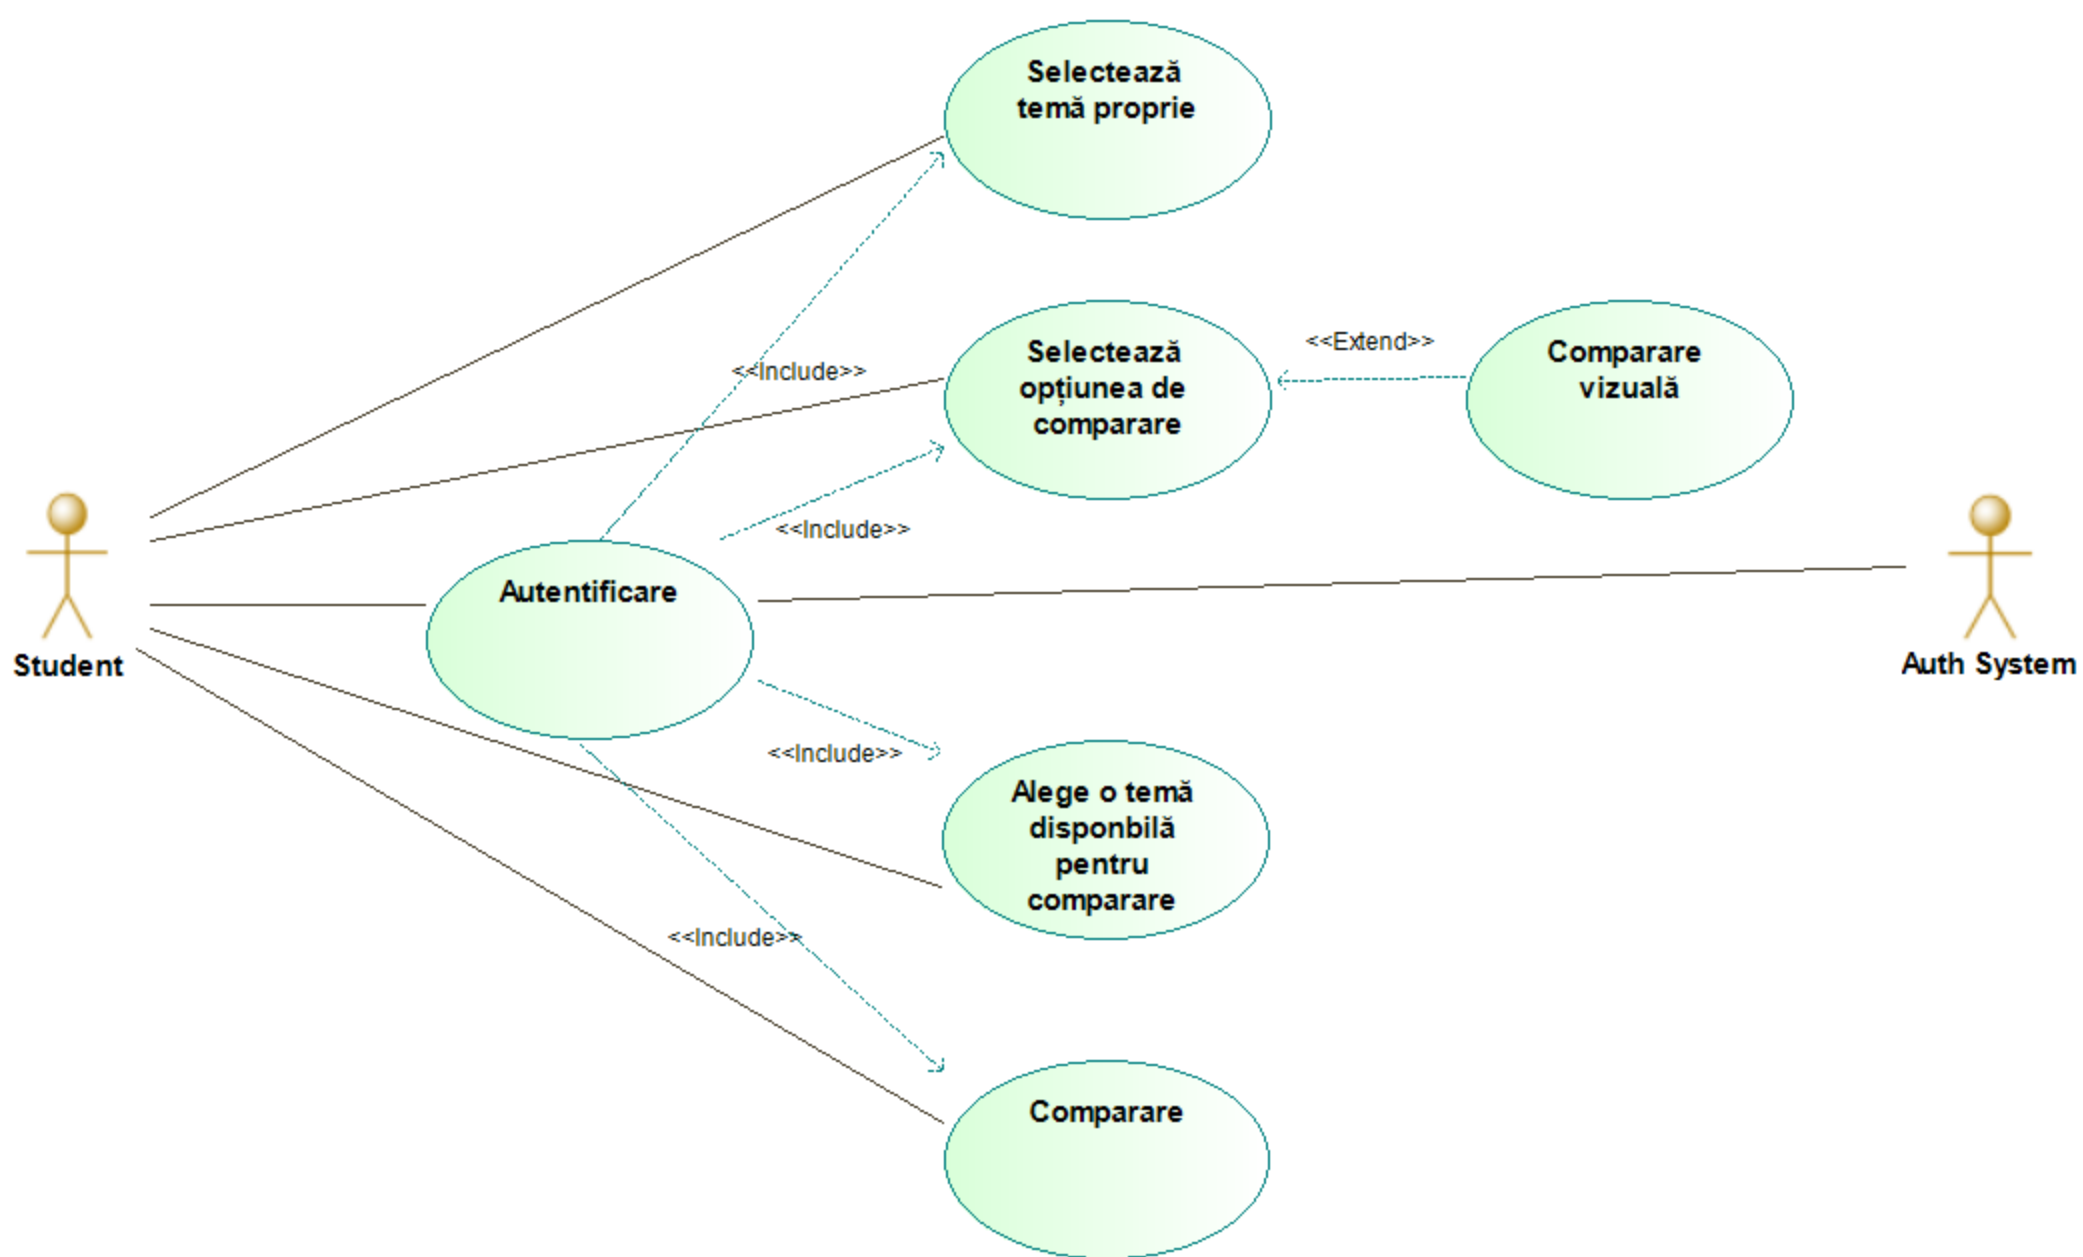 Selectează
temă proprie
<<Include>>
Selectează
opțiunea de
comparare
<<Extend>>
Comparare
vizuală
<<Include>>
Autentificare
Student
Auth System
<<Include>>
Alege o temă
disponbilă
pentru
comparare
<<Include>>
Comparare